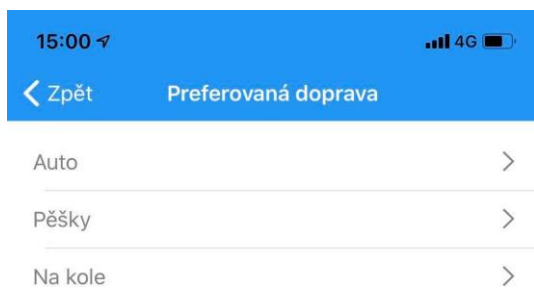 15:00 4G
Zpět Preferovaná doprava
Auto
Pěšky
Na kole